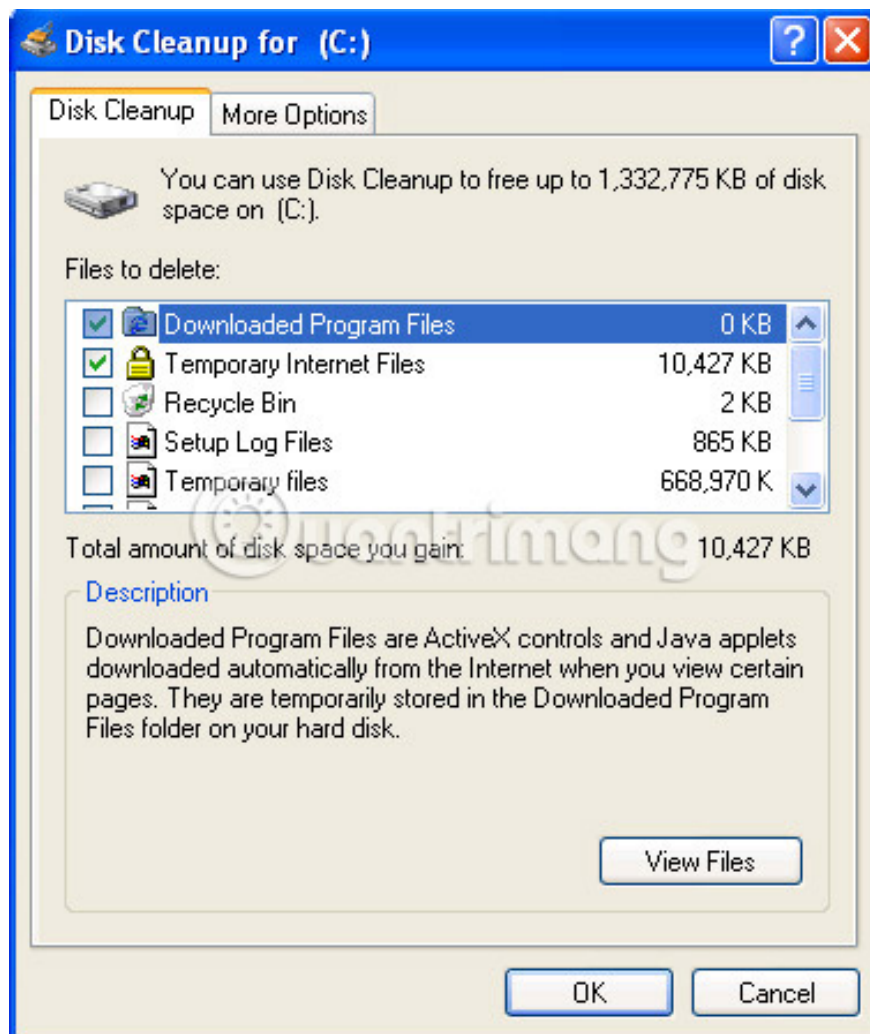 Disk Cleanup for (C:)
Disk Cleanup
More Options
You can use Disk Cleanup to free up to 1,332,775 KB of disk
space on (C:).
Files to delete:
Downloaded Program Files 0 KB
Temporary Internet Files 10,427 KB
Recycle Bin 2 KB
Setup Log Files 865 KB
Temporary files 668,970 K
Quantrimang
Total amount of disk space you gain: 10,427 KB
Description
Downloaded Program Files are ActiveX controls and Java applets
downloaded automatically from the Internet when you view certain
pages. They are temporarily stored in the Downloaded Program
Files folder on your hard disk.
View Files
OK
Cancel